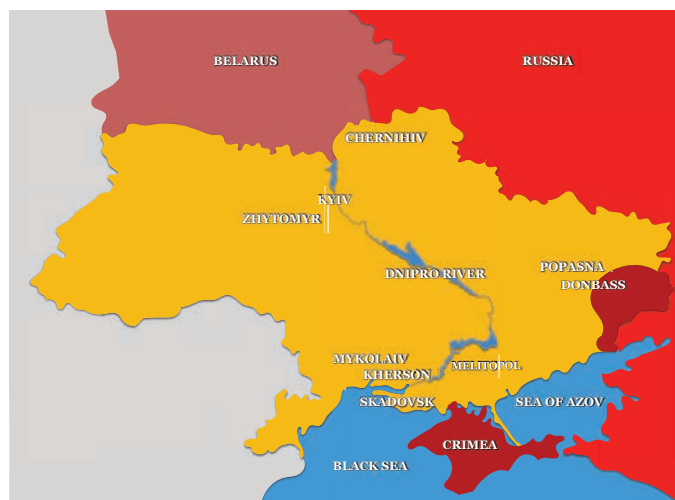 BELARUS
RUSSIA
CHERNIHIV
KYIV
ZHYTOMYR
DNIPRO RIVER
POPASNA
DONBASS
MYKOLAIV
KHERSON
MELITOPOL
SKADOVSK
SEA OF AZOV
CRIMEA
BLACK SEA